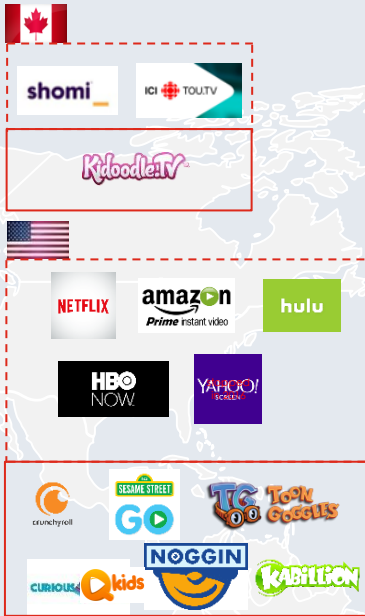 shomi_
ICI TOU.TV
Kidoodle.TV
NETFLIX
amazon
Prime instant video
hulu
HBO
NOW
YAHOO!
SCREEN
crunchyroll
SESAME STREET
GO
TG TOON
GOGGLES
NOGGIN
CURIOUS Q kids
KABILLION